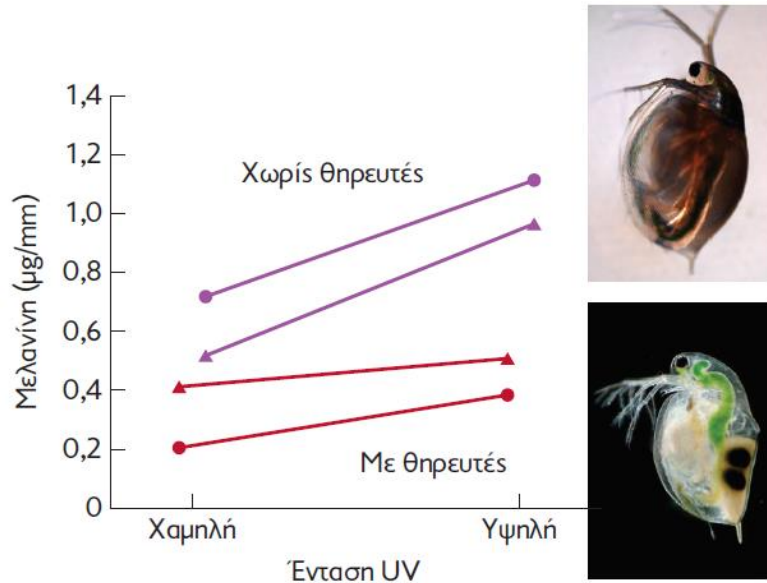 1,4
1,2
1,0
0,8
0,6
0,4
0,2
0
Μελανίνη (μg/mm)
Χωρίς θηρευτές
Με θηρευτές
Χαμηλή
Υψηλή
Ένταση UV